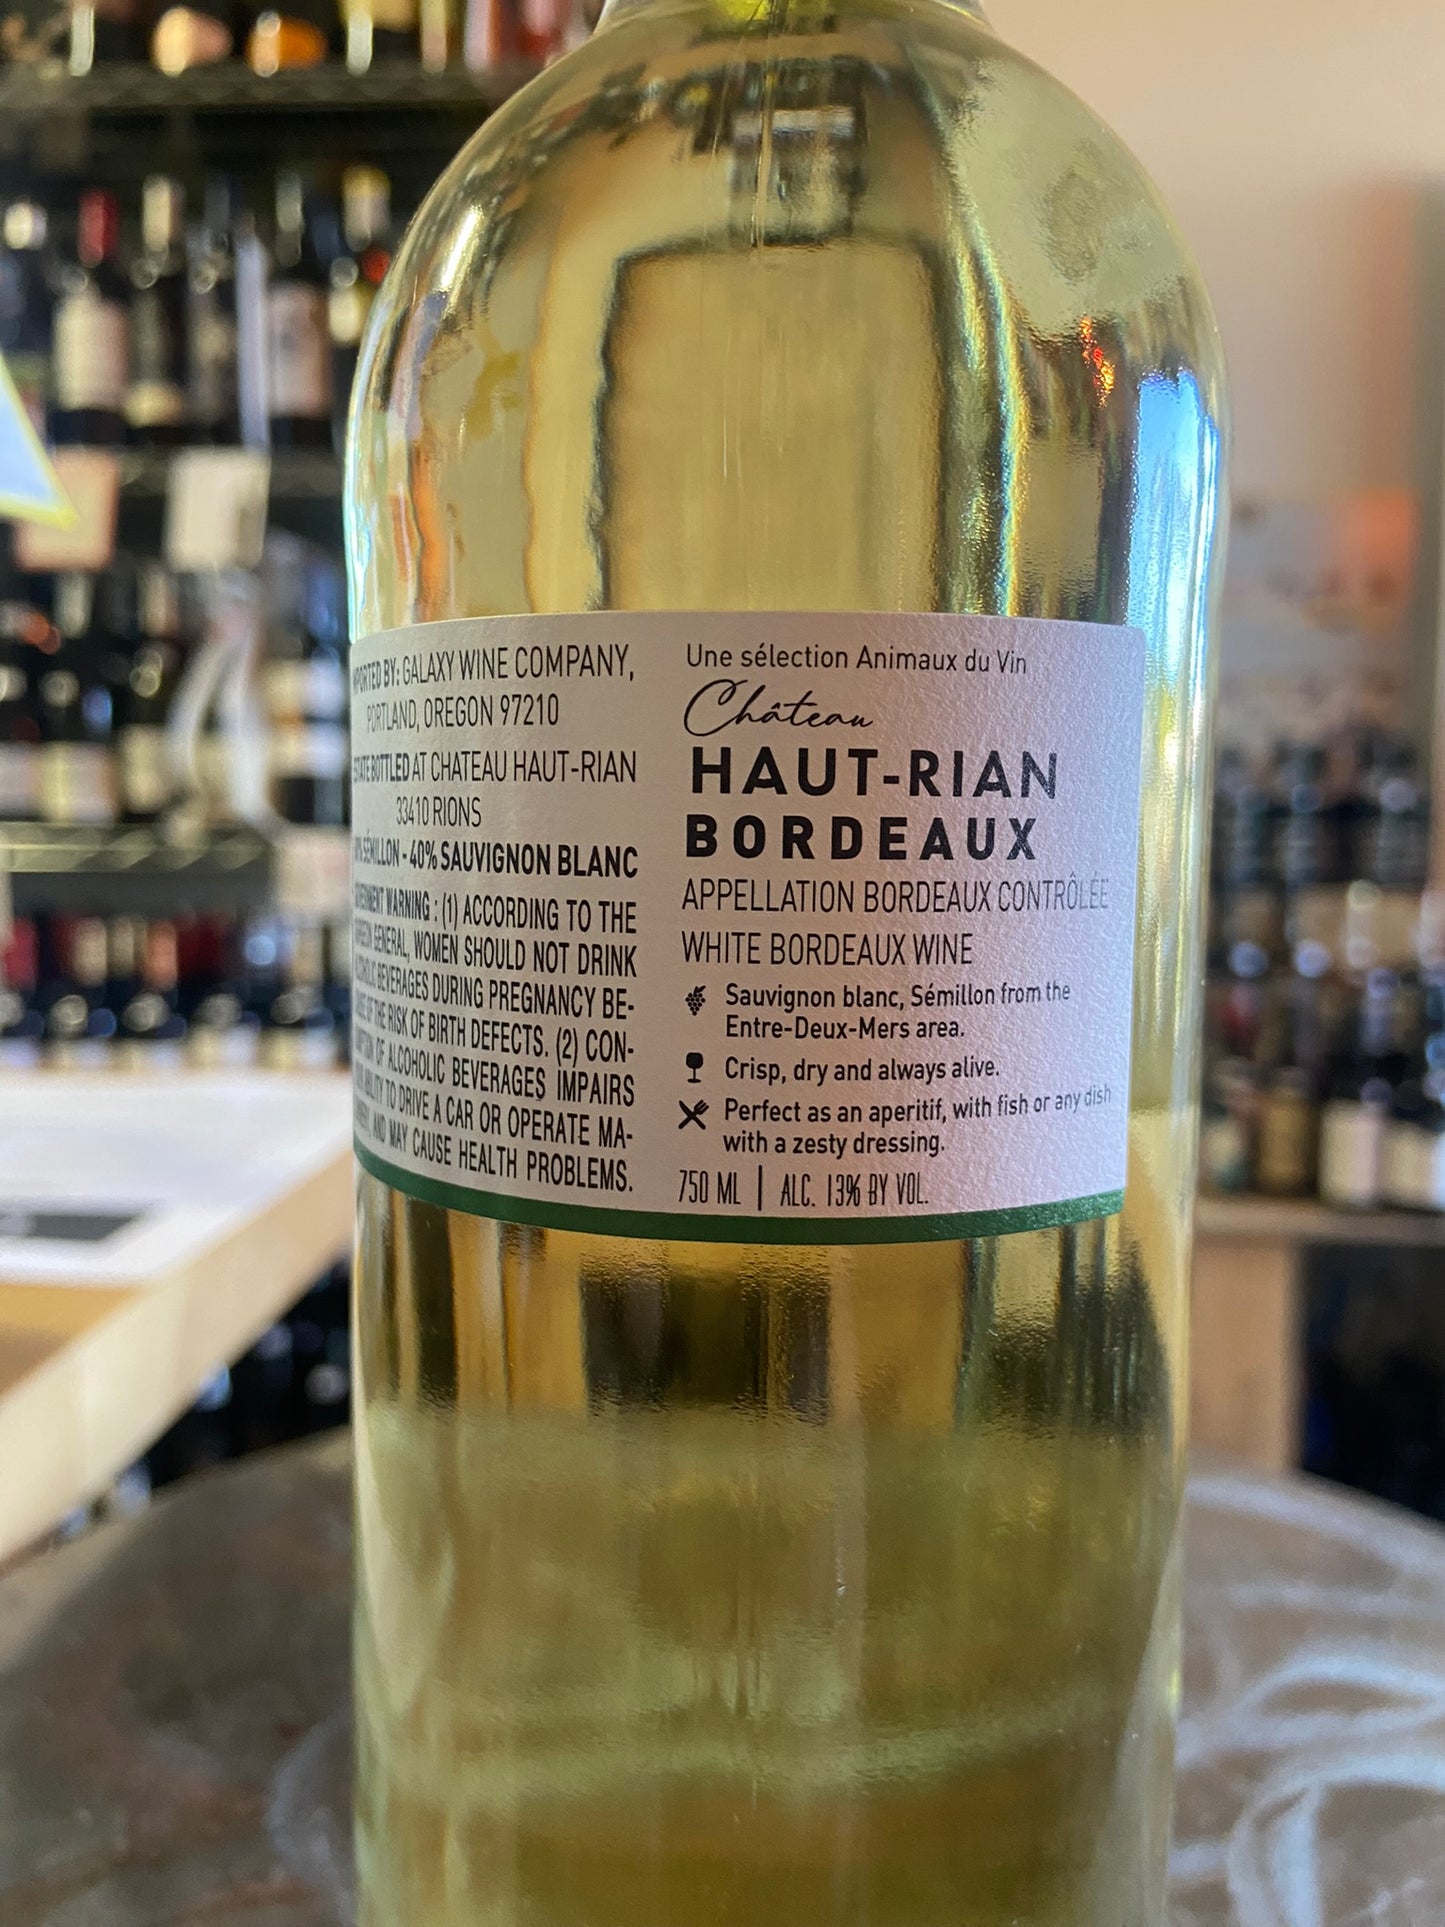 BY: GALAXY WINE COMPANY,
PORTLAND, OREGON 97210
BOTTLED AT CHATEAU HAUT-RIAN
33410 RIONS
SÉMILLON - 40% SAUVIGNON BLANC
WARNING : (1) ACCORDING TO THE
GENERAL, WOMEN SHOULD NOT DRINK
BEVERAGES DURING PREGNANCY BE-
OF THE RISK OF BIRTH DEFECTS. (2) CON-
OF ALCOHOLIC BEVERAGES IMPAIRS
TO DRIVE A CAR OR OPERATE MA-
AND MAY CAUSE HEALTH PROBLEMS.
Une sélection Animaux du Vin
Château
HAUT-RIAN
BORDEAUX
APPELLATION BORDEAUX CONTRÔLÉE
WHITE BORDEAUX WINE
Sauvignon blanc, Sémillon from the
Entre-Deux-Mers area.
Crisp, dry and always alive.
Perfect as an aperitif, with fish or any dish
with a zesty dressing.
750 ML | ALC. 13% BY VOL.